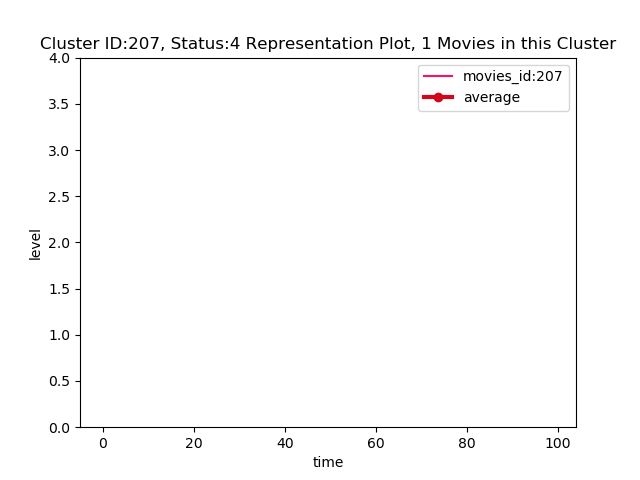 Cluster ID:207, Status:4 Representation Plot, 1 Movies in this Cluster
movies_id:207
average
4.0
3.5
3.0
2.5
2.0
1.5
1.0
0.5
0.0
level
0 20 40 60 80 100
time